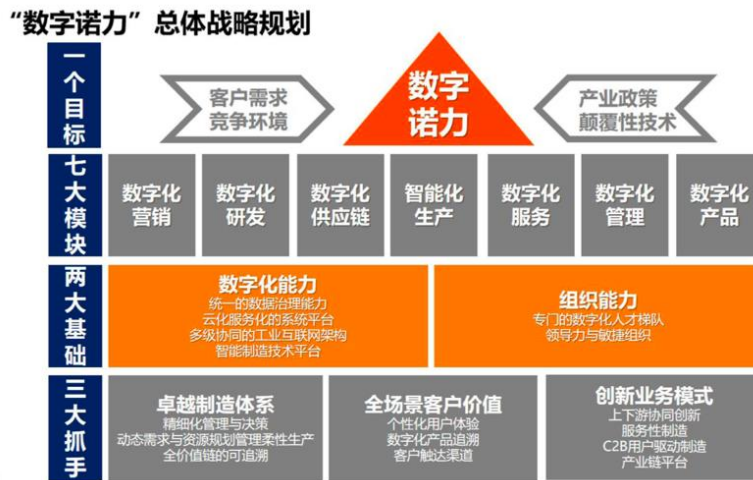 “数字诺力”总体战略规划
一个目标
客户需求
竞争环境
数字
诺力
产业政策
颠覆性技术
七大模块
数字化
营销
数字化
研发
数字化
供应链
智能化
生产
数字化
服务
数字化
管理
数字化
产品
两大基础
数字化能力
统一的数据治理能力
云化服务化的系统平台
多级协同的工业互联网架构
智能制造技术平台
组织能力
专门的数字化人才梯队
领导力与敏捷组织
三大抓手
卓越制造体系
精细化管理与决策
动态需求与资源规划管理柔性生产
全价值链的可追溯
全场景客户价值
个性化用户体验
数字化产品追溯
客户触达渠道
创新业务模式
上下游协同创新
服务性制造
C2B用户驱动制造
产业链平台